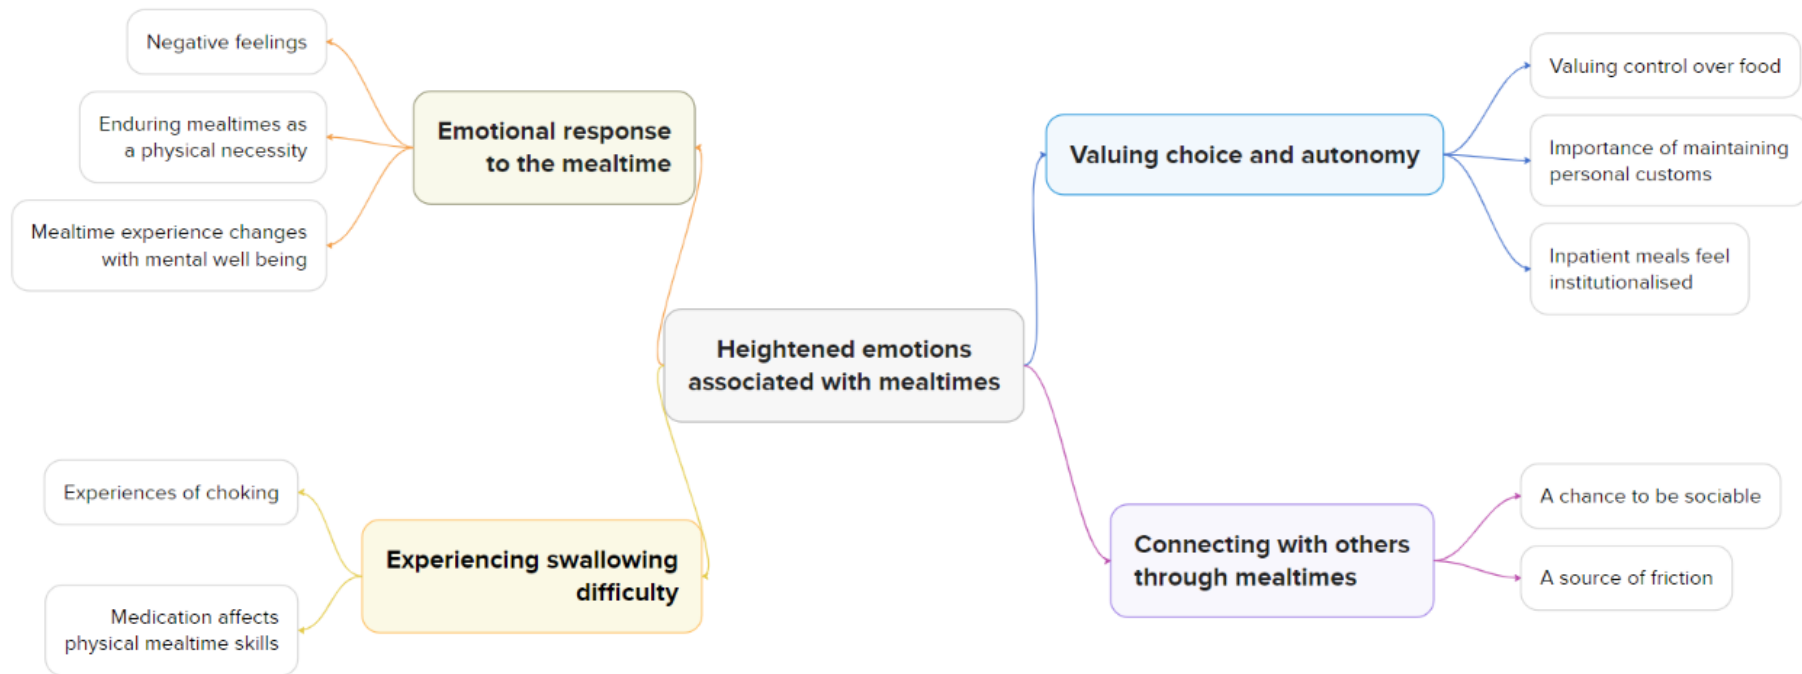 Negative feelings
Enduring mealtimes as
a physical necessity
Mealtime experience changes
with mental well being
Emotional response
to the mealtime
Experiences of choking
Medication affects
physical mealtime skills
Experiencing swallowing
difficulty
Heightened emotions
associated with mealtimes
Valuing choice and autonomy
Valuing control over food
Importance of maintaining
personal customs
Inpatient meals feel
institutionalised
Connecting with others
through mealtimes
A chance to be sociable
A source of friction